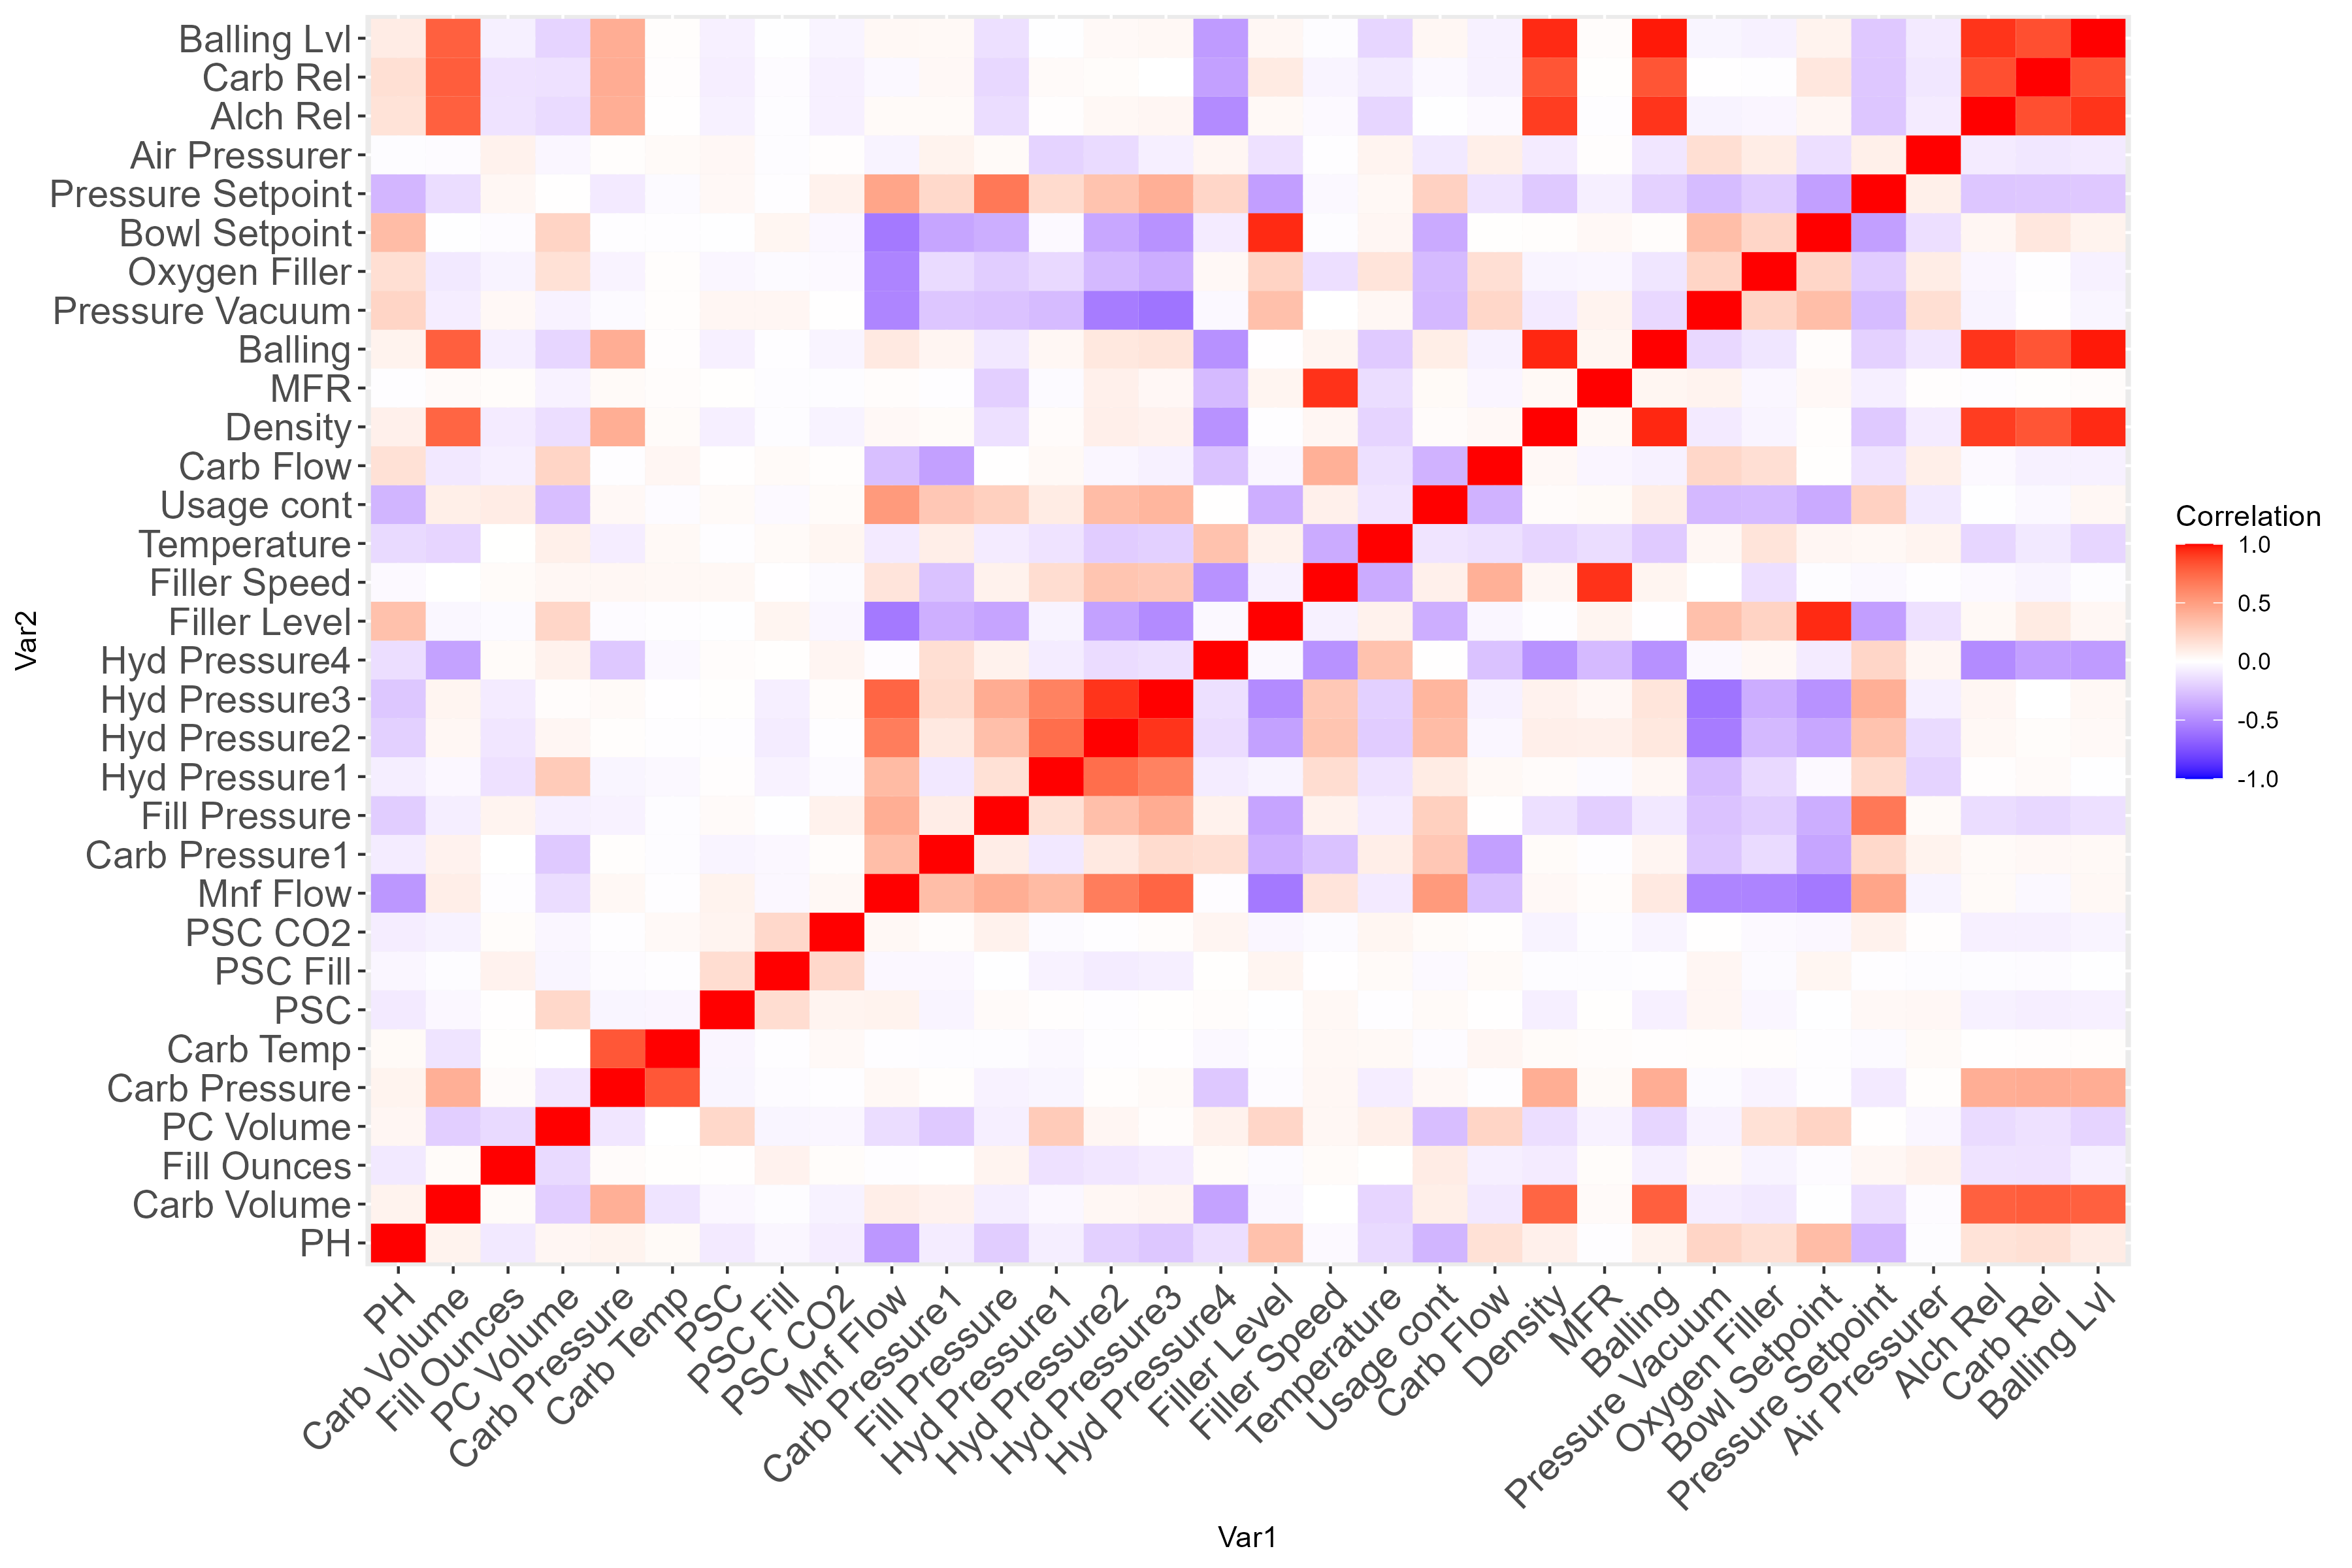 Balling Lvl
Carb Rel
Alch Rel
Air Pressurer
Pressure Setpoint
Bowl Setpoint
Oxygen Filler
Pressure Vacuum
Balling
MFR
Density
Carb Flow
Usage cont
Temperature
Filler Speed
Filler Level
Hyd Pressure4
Hyd Pressure3
Hyd Pressure2
Hyd Pressure1
Fill Pressure
Carb Pressure1
Mnf Flow
PSC CO2
PSC Fill
PSC
Carb Temp
Carb Pressure
PC Volume
Fill Ounces
Carb Volume
PH
Var2
PH
Carb Volume
Fill Ounces
PC Volume
Carb Pressure
Carb Temp
PSC
PSC Fill
PSC CO2
Mnf Flow
Carb Pressure1
Fill Pressure
Hyd Pressure1
Hyd Pressure2
Hyd Pressure3
Hyd Pressure4
Filler Level
Filler Speed
Temperature
Usage cont
Carb Flow
Density
MFR
Balling
Pressure Vacuum
Oxygen Filler
Bowl Setpoint
Pressure Setpoint
Air Pressurer
Alch Rel
Carb Rel
Balling Lvl
Var1
Correlation
1.0
0.5
0.0
-0.5
-1.0